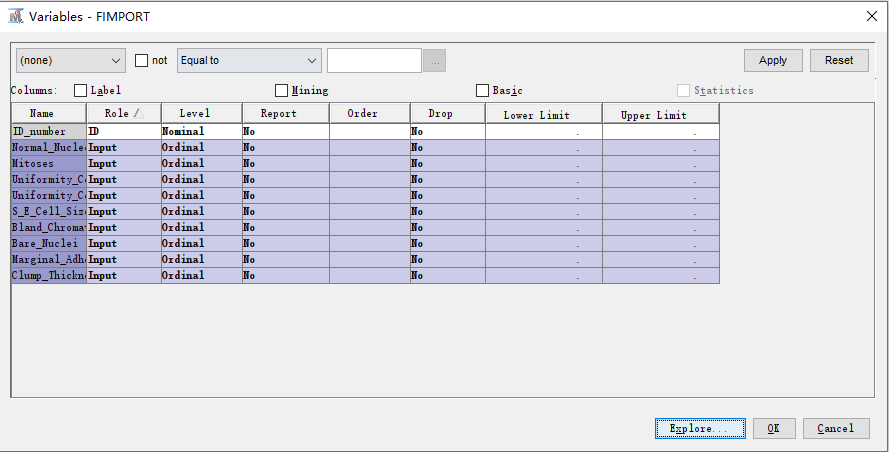 Variables - FIMPORT
(none) not Equal to ... Apply Reset
Columns: Label Mining Basic Statistics
Name Role Level Report Order Drop Lower Limit Upper Limit
ID_number ID Nominal No No . .
Normal_Nucle Input Ordinal No No . .
Mitoses Input Ordinal No No . .
Uniformity_C Input Ordinal No No . .
Uniformity_C Input Ordinal No No . .
S_E_Cell_Siz Input Ordinal No No . .
Bland_Chroma Input Ordinal No No . .
Bare_Nuclei Input Ordinal No No . .
Marginal_Adh Input Ordinal No No . .
Clump_Thickn Input Ordinal No No . .
Explore... OK Cancel